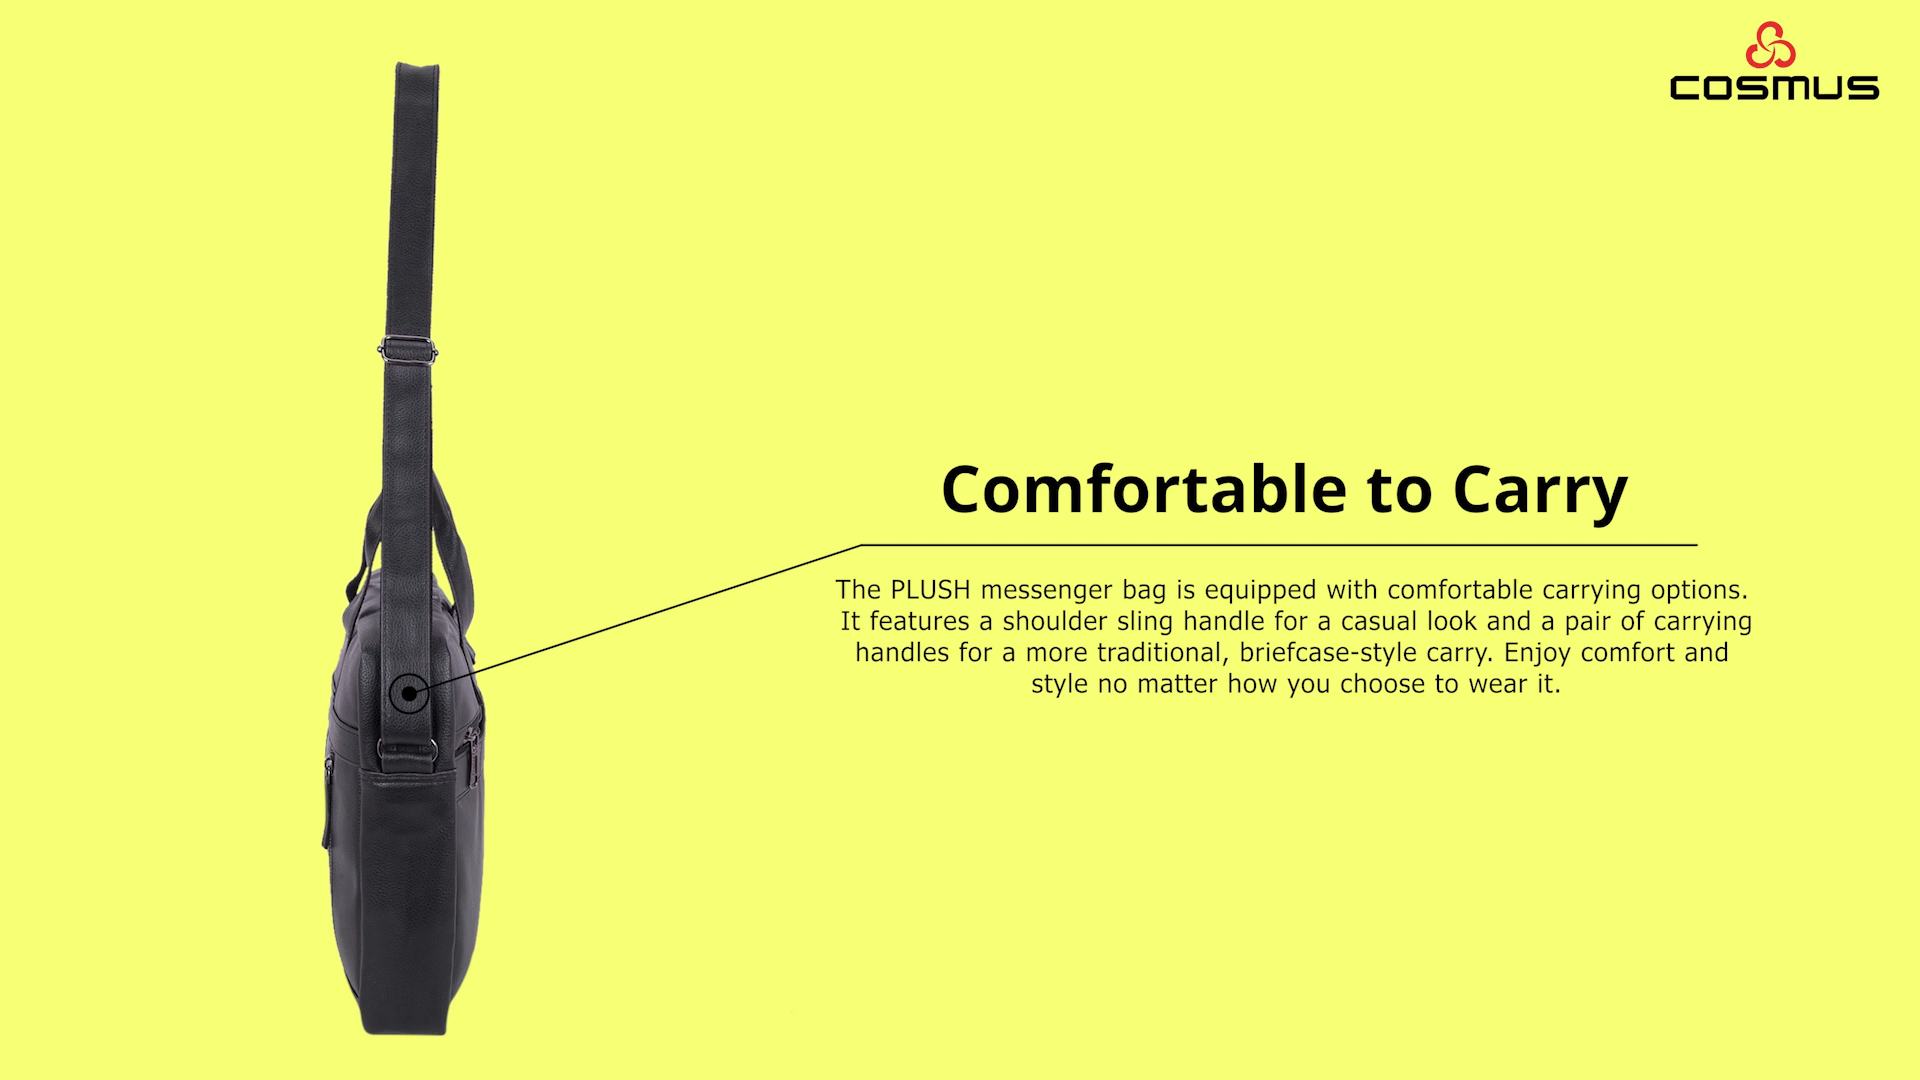 COSMUS
Comfortable to Carry
The PLUSH messenger bag is equipped with comfortable carrying options.
It features a shoulder sling handle for a casual look and a pair of carrying
handles for a more traditional, briefcase-style carry. Enjoy comfort and
style no matter how you choose to wear it.